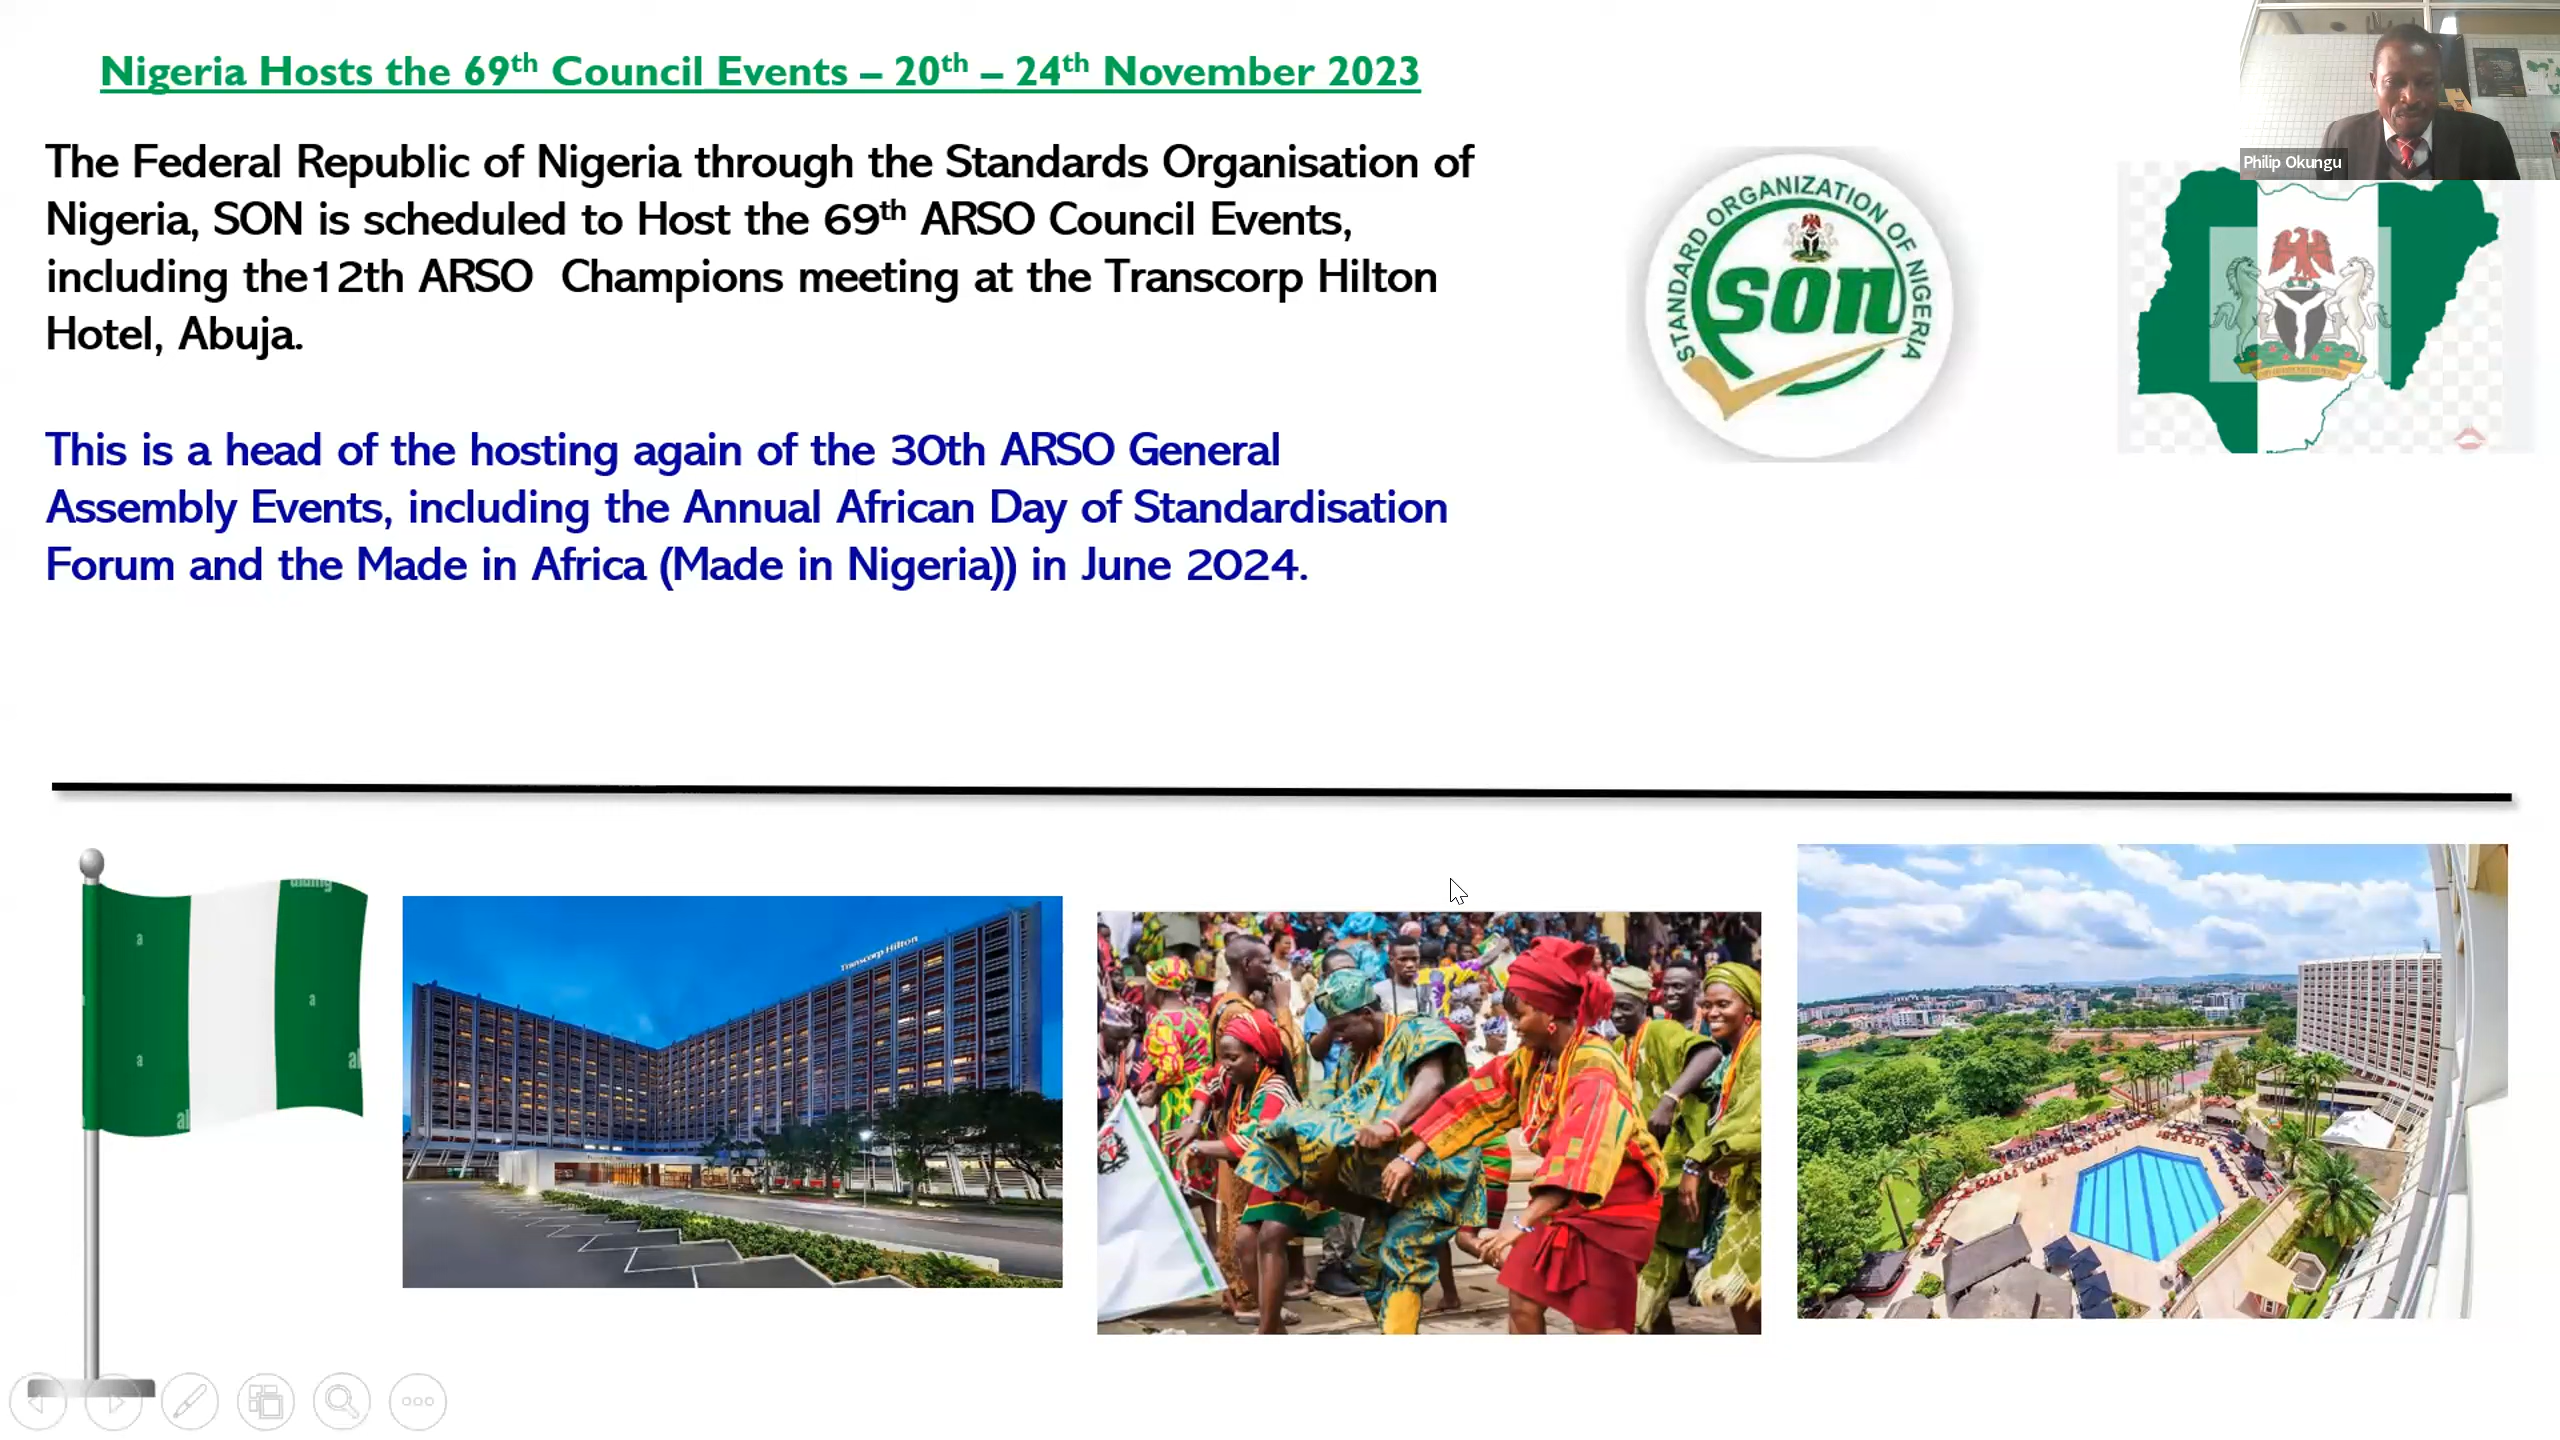 Nigeria Hosts the 69th Council Events – 20th – 24th November 2023
The Federal Republic of Nigeria through the Standards Organisation of
Nigeria, SON is scheduled to Host the 69th ARSO Council Events,
including the12th ARSO  Champions meeting at the Transcorp Hilton
Hotel, Abuja.
This is a head of the hosting again of the 30th ARSO General
Assembly Events, including the Annual African Day of Standardisation
Forum and the Made in Africa (Made in Nigeria)) in June 2024.
STANDARD ORGANIZATION OF NIGERIA
son
Philip Okungu
Transcorp Hilton
a
a
a
al
al